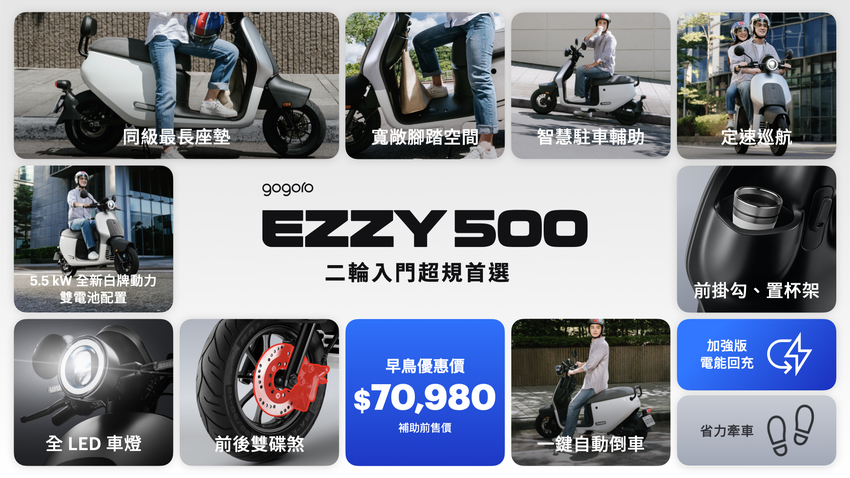 同級最長座墊
寬敞腳踏空間
智慧駐車輔助
定速巡航
5.5 kW 全新白牌動力
雙電池配置
gogoro
EZZY 500
二輪入門超規首選
前掛勾、置杯架
全 LED 車燈
前後雙碟煞
早鳥優惠價
$70,980
補助前售價
一鍵自動倒車
加強版
電能回充
省力牽車